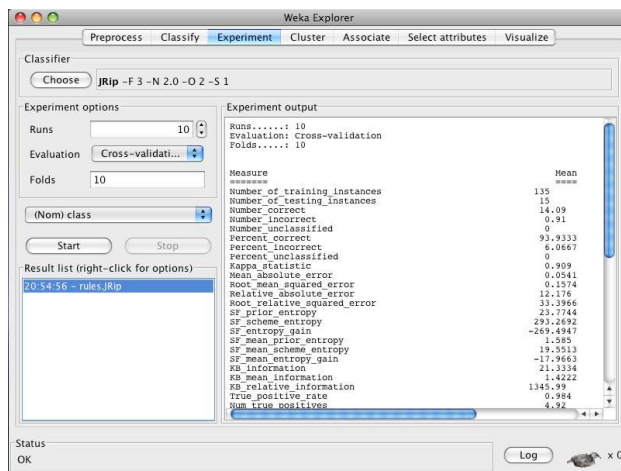 Weka Explorer
Preprocess Classify Experiment Cluster Associate Select attributes Visualize
Classifier
Choose JRip -F 3 -N 2.0 -O 2 -S 1
Experiment options
Runs 10
Evaluation Cross-validati...
Folds 10
(Nom) class
Start Stop
Result list (right-click for options)
20:54:56 - rules.JRip
Experiment output
Runs.....: 10
Evaluation: Cross-validation
Folds....: 10
Measure Mean
======= ====
Number_of_training_instances 135
Number_of_testing_instances 15
Number_correct 14.09
Number_incorrect 0.91
Number_unclassified 0
Percent_correct 93.9333
Percent_incorrect 6.0667
Percent_unclassified 0
Kappa_statistic 0.909
Mean_absolute_error 0.0541
Root_mean_squared_error 0.1574
Relative_absolute_error 12.176
Root_relative_squared_error 33.3966
SF_prior_entropy 23.7744
SF_scheme_entropy 293.2692
SF_entropy_gain -269.4947
SF_mean_prior_entropy 1.585
SF_mean_scheme_entropy 19.5513
SF_mean_entropy_gain -17.9663
KB_information 21.3334
KB_mean_information 1.4222
KB_relative_information 1345.99
True_positive_rate 0.984
Num_true_positives 4.92
Status
OK
Log x 0